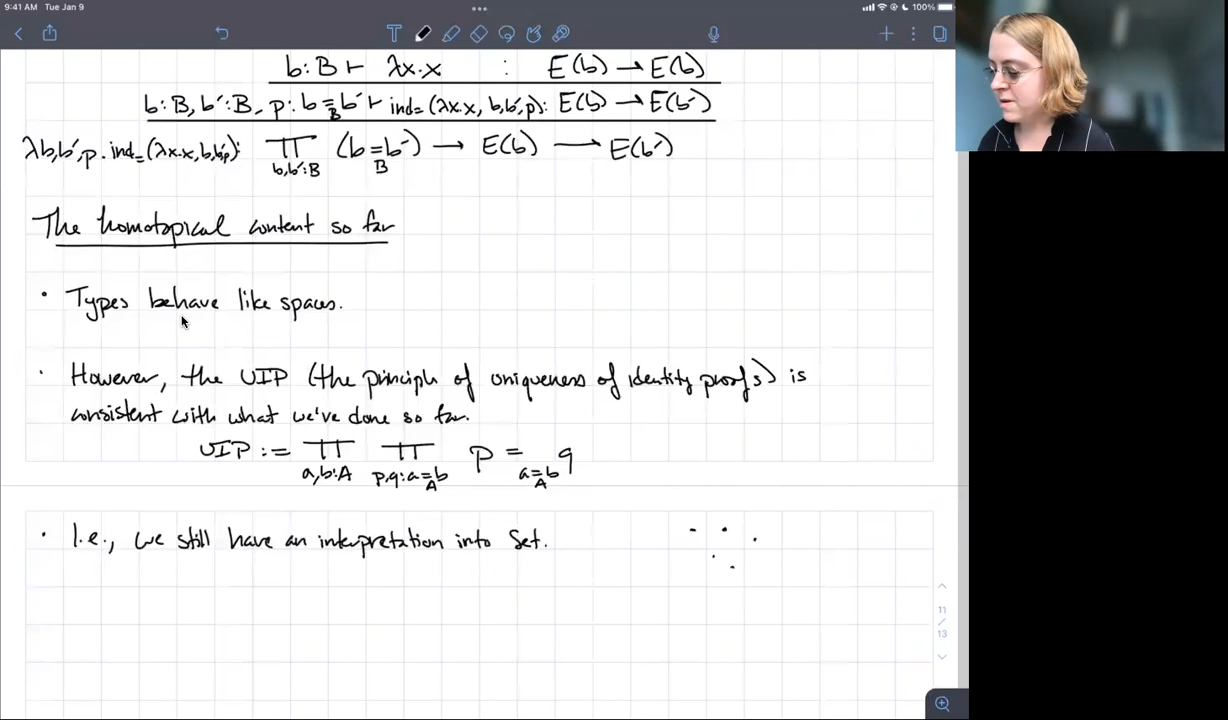 9:41 AM Tue Jan 9
100%
b:B ⊢ λx.x : E(b) → E(b)
b:B, b':B, p: b =_B b' ⊢ ind=(λx.x, b, b', p): E(b) → E(b')
λb,b',p. ind=(λx.x, b, b', p): ∏_{b,b':B} (b =_B b') → E(b) → E(b')
The homotopical content so far
• Types behave like spaces.
• However, the UIP (the principle of uniqueness of identity proofs) is
consistent with what we've done so far.
UIP := ∏_{a,b:A} ∏_{p,q:a =_A b} p =_{a =_A b} q
• I.e., we still have an interpretation into Set.
11
/
13